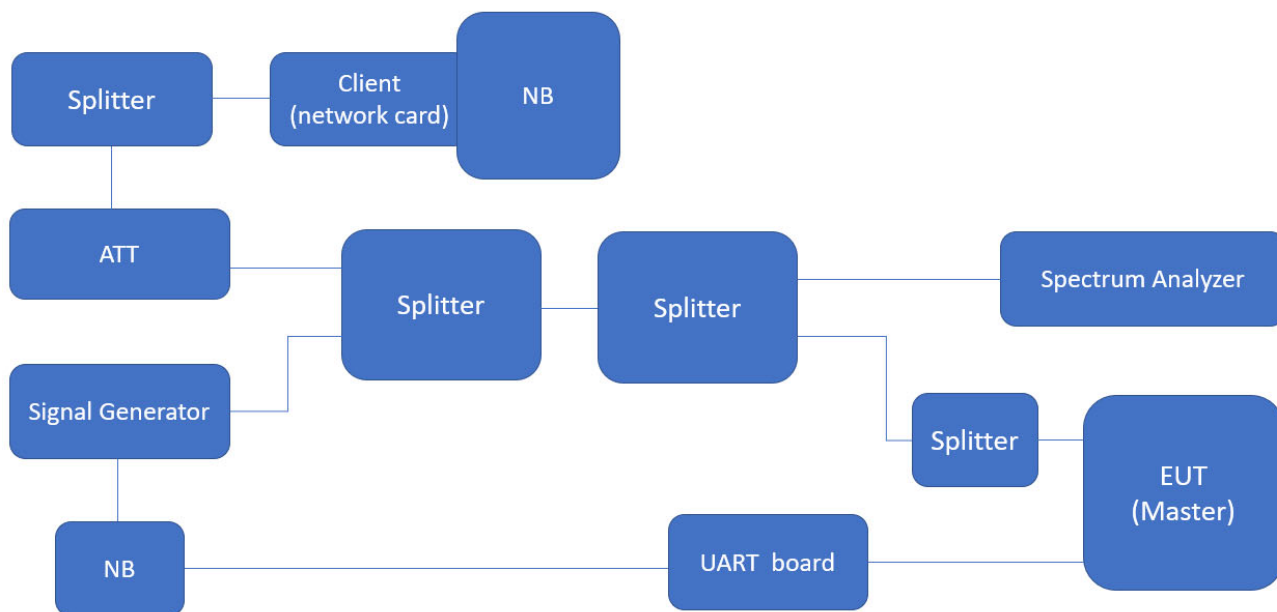 Splitter
Client
(network card)
NB
ATT
Splitter
Splitter
Spectrum Analyzer
Signal Generator
Splitter
EUT
(Master)
NB
UART board